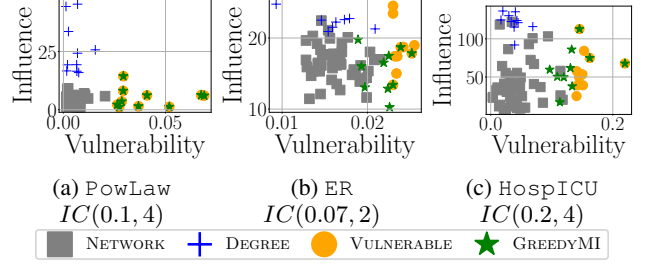 Influence
25
0
0.00
0.05
Vulnerability
(a) PowLaw
IC(0.1, 4)
Influence
20
10
0.01
0.02
Vulnerability
(b) ER
IC(0.07, 2)
Influence
100
50
0.0
0.2
Vulnerability
(c) HospICU
IC(0.2, 4)
NETWORK DEGREE VULNERABLE GREEDYMI